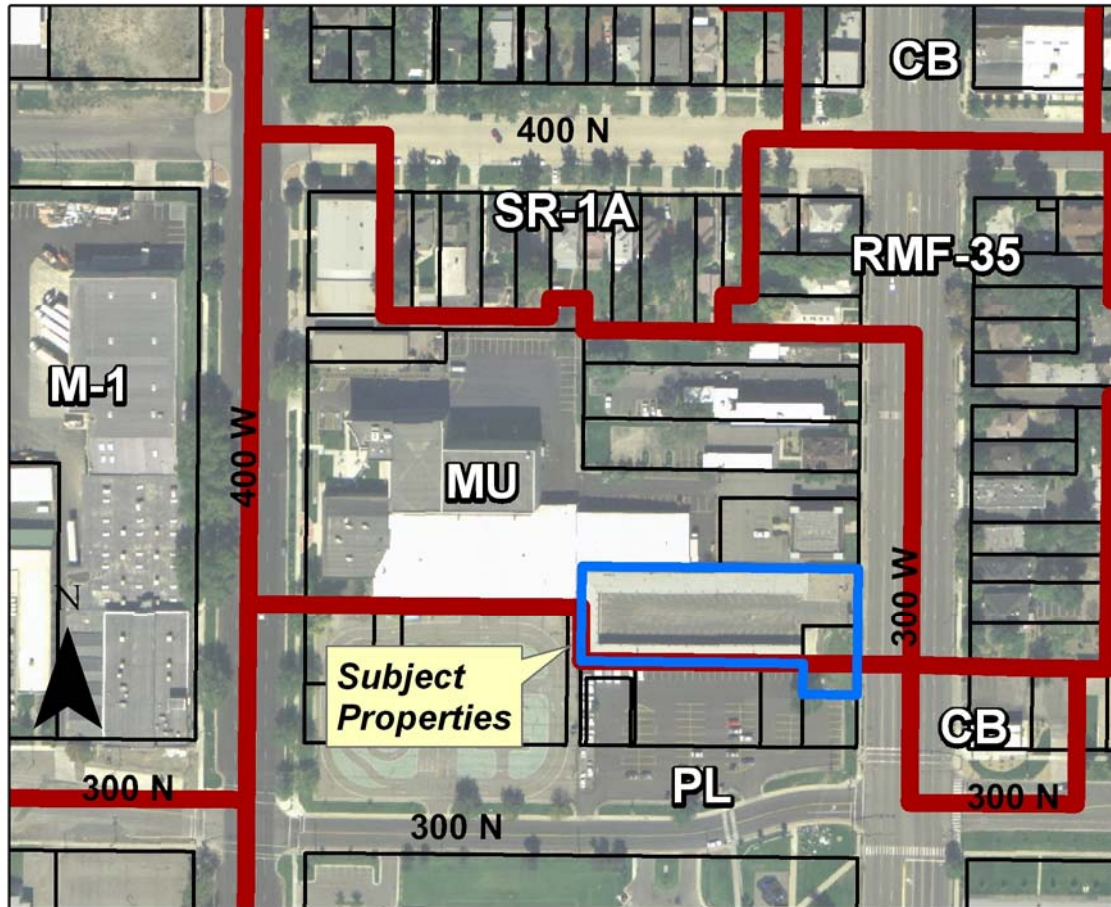 CB
400 N
SR-1A
RMF-35
M-1
400 W
MU
300 W
N
Subject
Properties
CB
300 N
PL
300 N
300 N